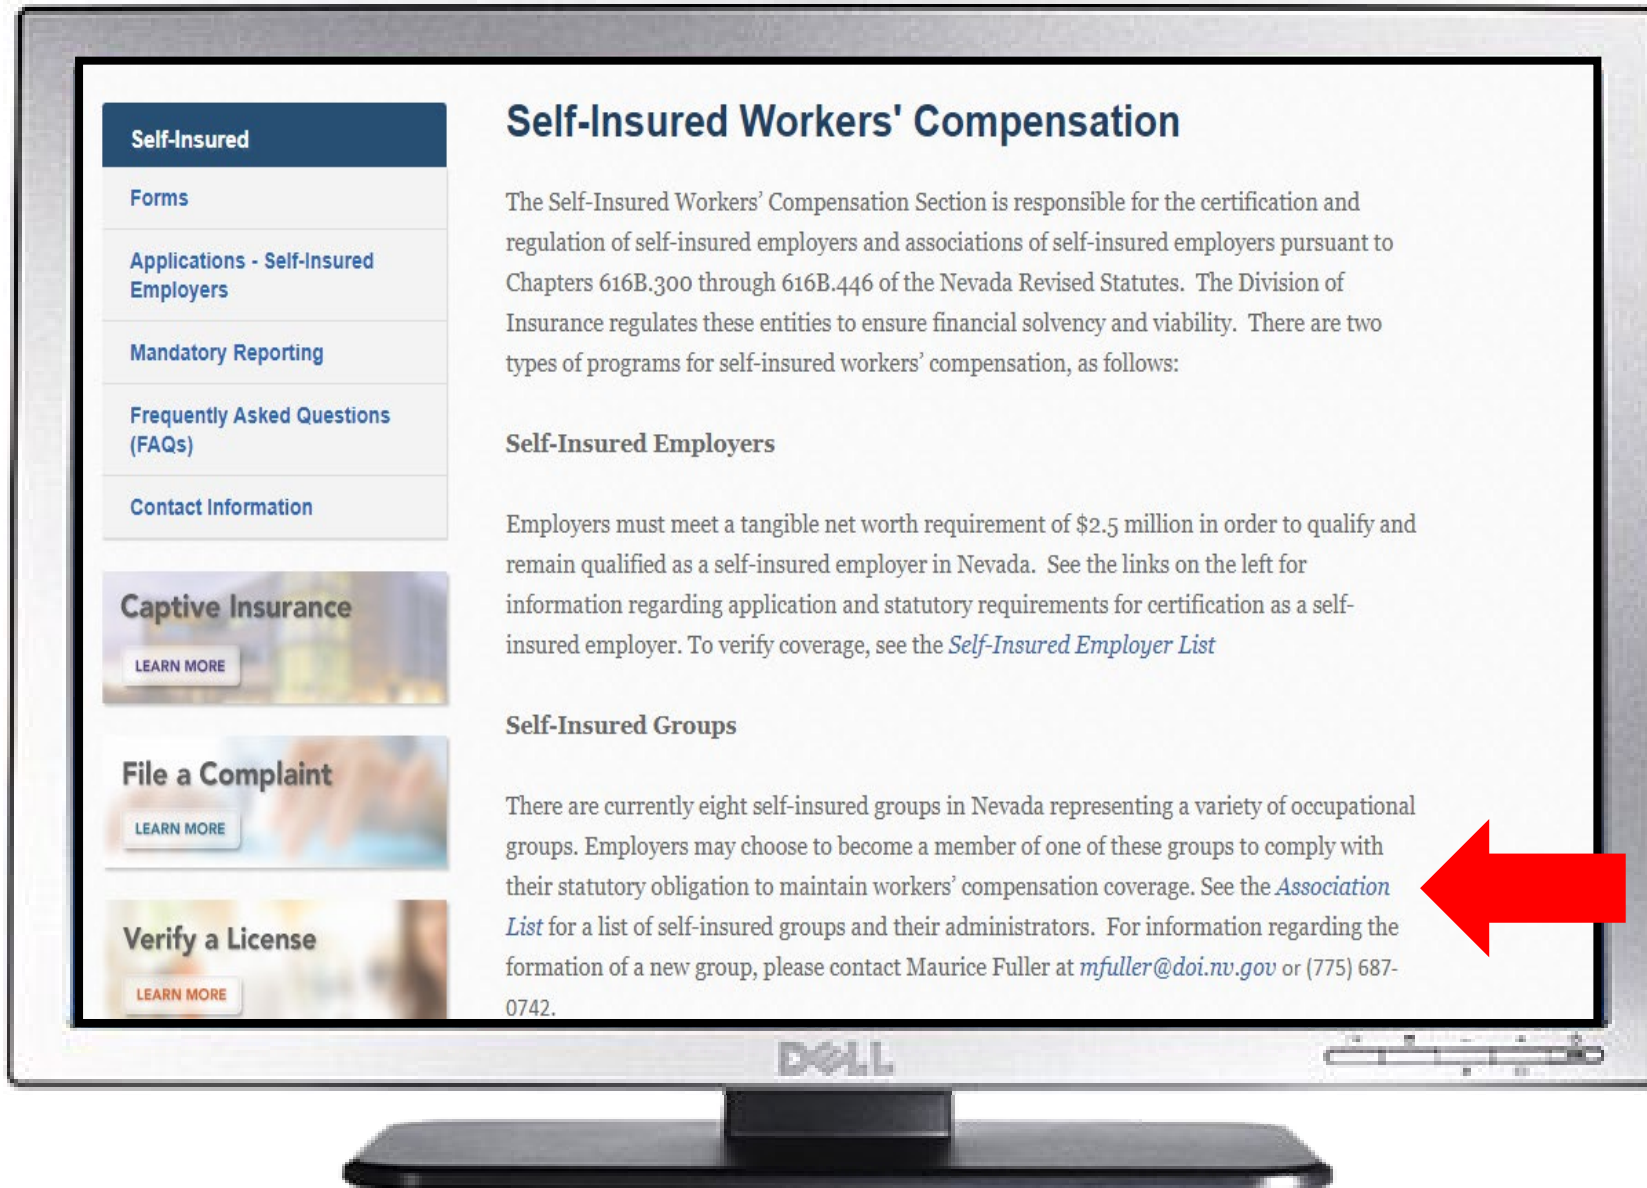 Self-Insured
Forms
Applications - Self-Insured
Employers
Mandatory Reporting
Frequently Asked Questions
(FAQs)
Contact Information
Captive Insurance
LEARN MORE
File a Complaint
LEARN MORE
Verify a License
LEARN MORE
Self-Insured Workers' Compensation
The Self-Insured Workers’ Compensation Section is responsible for the certification and
regulation of self-insured employers and associations of self-insured employers pursuant to
Chapters 616B.300 through 616B.446 of the Nevada Revised Statutes.  The Division of
Insurance regulates these entities to ensure financial solvency and viability.  There are two
types of programs for self-insured workers’ compensation, as follows:
Self-Insured Employers
Employers must meet a tangible net worth requirement of $2.5 million in order to qualify and
remain qualified as a self-insured employer in Nevada.  See the links on the left for
information regarding application and statutory requirements for certification as a self-
insured employer. To verify coverage, see the Self-Insured Employer List
Self-Insured Groups
There are currently eight self-insured groups in Nevada representing a variety of occupational
groups. Employers may choose to become a member of one of these groups to comply with
their statutory obligation to maintain workers’ compensation coverage. See the Association
List for a list of self-insured groups and their administrators.  For information regarding the
formation of a new group, please contact Maurice Fuller at mfuller@doi.nv.gov or (775) 687-
0742.
DELL